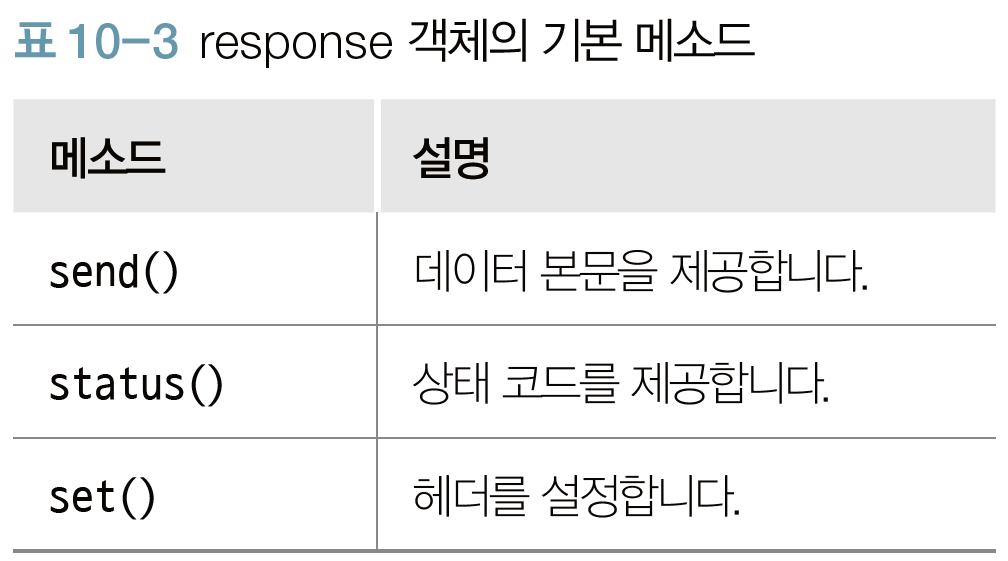 표 10-3 response 객체의 기본 메소드
메소드 설명
send() 데이터 본문을 제공합니다.
status() 상태 코드를 제공합니다.
set() 헤더를 설정합니다.